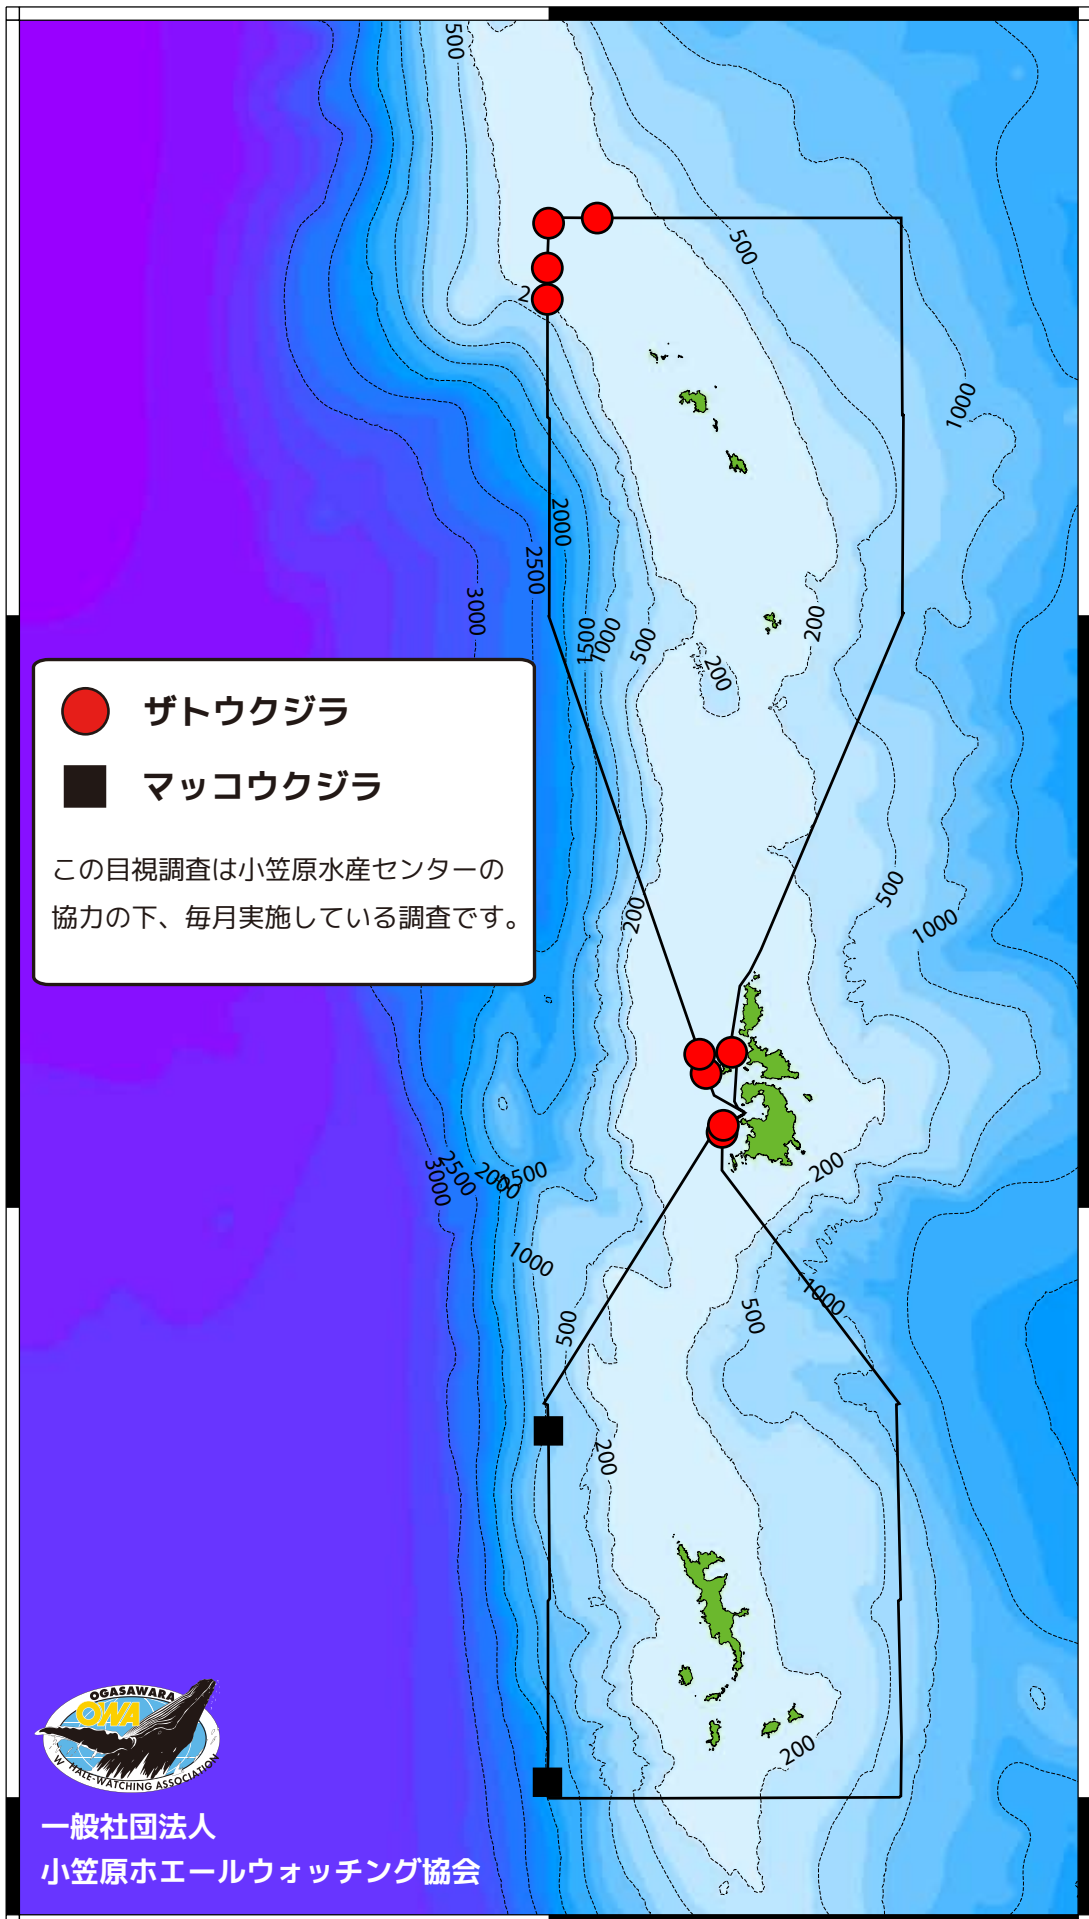 500
500
2
1000
2000
2500
3000
1500
1000
500
200
200
ザトウクジラ
マッコウクジラ
この目視調査は小笠原水産センターの
協力の下、毎月実施している調査です。
500
200
1000
3000
2500
2000
1500
200
1000
1000
500
500
200
OGASAWARA
OWA
WHALE-WATCHING ASSOCIATION
200
一般社団法人
小笠原ホエールウォッチング協会